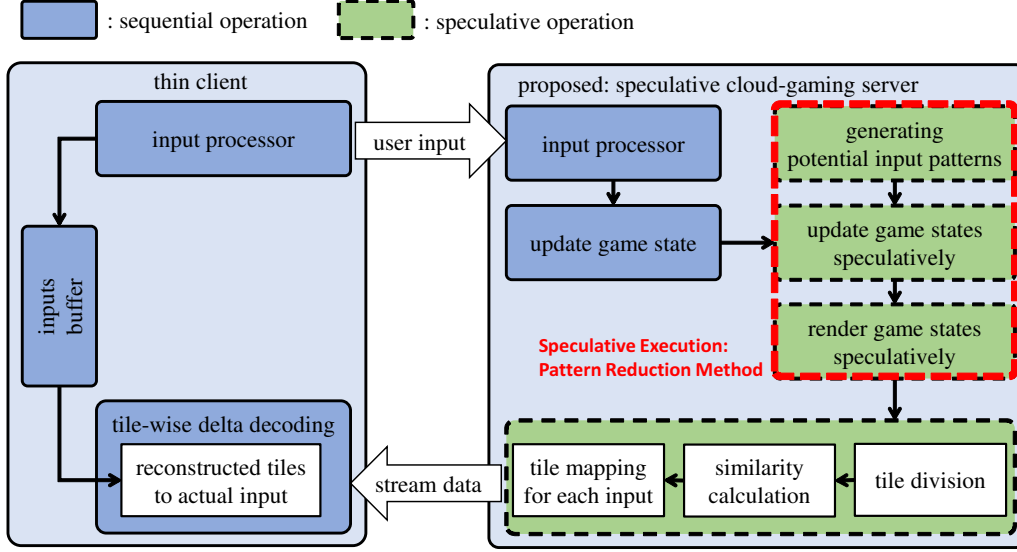 : sequential operation
: speculative operation
thin client
input processor
inputs
buffer
tile-wise delta decoding
reconstructed tiles
to actual input
user input
stream data
proposed: speculative cloud-gaming server
input processor
update game state
generating
potential input patterns
update game states
speculatively
render game states
speculatively
Speculative Execution:
Pattern Reduction Method
tile mapping
for each input
similarity
calculation
tile division